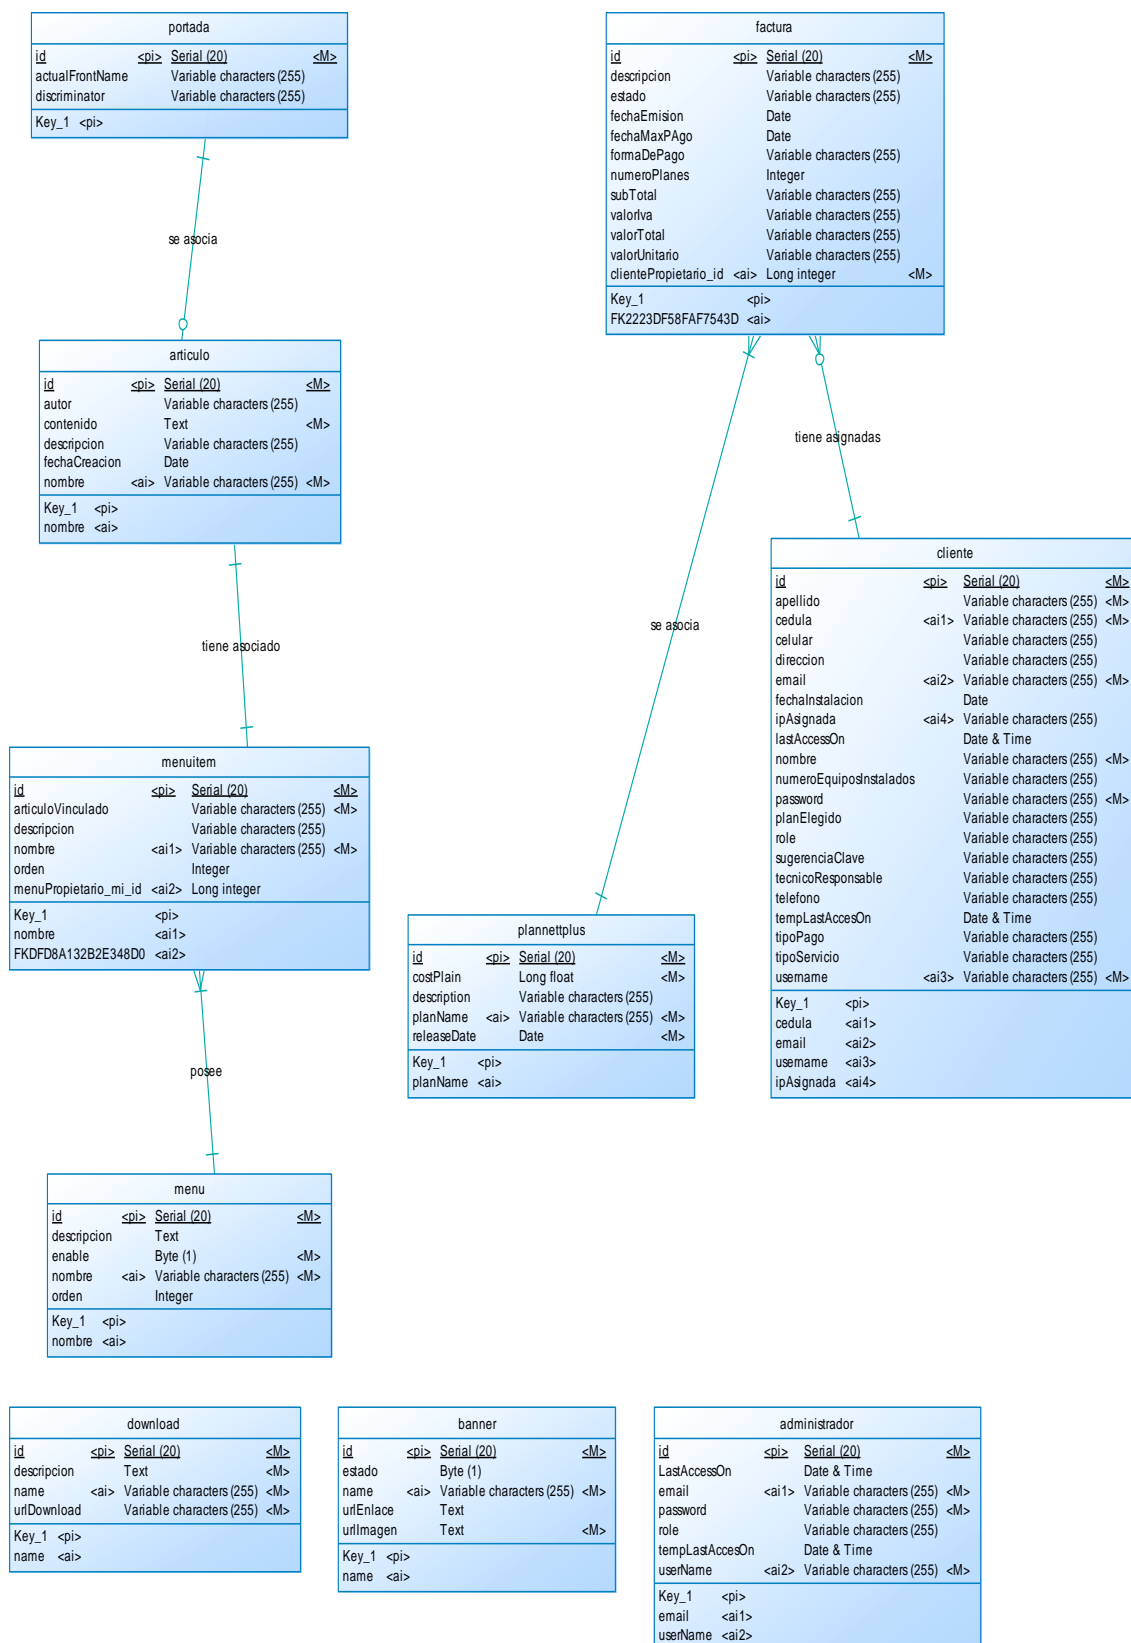 portada
id <pi> Serial (20) <M>
actualFrontName Variable characters (255)
discriminator Variable characters (255)
Key_1 <pi>
se asocia
articulo
id <pi> Serial (20) <M>
autor Variable characters (255)
contenido Text <M>
descripcion Variable characters (255)
fechaCreacion Date
nombre <ai> Variable characters (255) <M>
Key_1 <pi>
nombre <ai>
tiene asociado
menuitem
id <pi> Serial (20) <M>
articuloVinculado Variable characters (255) <M>
descripcion Variable characters (255)
nombre <ai1> Variable characters (255) <M>
orden Integer
menuPropietario_mi_id <ai2> Long integer
Key_1 <pi>
nombre <ai1>
FKDFD8A132B2E348D0 <ai2>
posee
menu
id <pi> Serial (20) <M>
descripcion Text
enable Byte (1) <M>
nombre <ai> Variable characters (255) <M>
orden Integer
Key_1 <pi>
nombre <ai>
factura
id <pi> Serial (20) <M>
descripcion Variable characters (255)
estado Variable characters (255)
fechaEmision Date
fechaMaxPAgo Date
formaDePago Variable characters (255)
numeroPlanes Integer
subTotal Variable characters (255)
valorIva Variable characters (255)
valorTotal Variable characters (255)
valorUnitario Variable characters (255)
clientePropietario_id <ai> Long integer <M>
Key_1 <pi>
FK2223DF58FAF7543D <ai>
tiene asignadas
se asocia
cliente
id <pi> Serial (20) <M>
apellido Variable characters (255) <M>
cedula <ai1> Variable characters (255) <M>
celular Variable characters (255)
direccion Variable characters (255)
email <ai2> Variable characters (255) <M>
fechaInstalacion Date
ipAsignada <ai4> Variable characters (255)
lastAccessOn Date & Time
nombre Variable characters (255) <M>
numeroEquiposInstalados Variable characters (255)
password Variable characters (255) <M>
planElegido Variable characters (255)
role Variable characters (255)
sugerenciaClave Variable characters (255)
tecnicoResponsable Variable characters (255)
telefono Variable characters (255)
tempLastAccesOn Date & Time
tipoPago Variable characters (255)
tipoServicio Variable characters (255)
username <ai3> Variable characters (255) <M>
Key_1 <pi>
cedula <ai1>
email <ai2>
username <ai3>
ipAsignada <ai4>
plannettplus
id <pi> Serial (20) <M>
costPlain Long float <M>
description Variable characters (255)
planName <ai> Variable characters (255) <M>
releaseDate Date <M>
Key_1 <pi>
planName <ai>
download
id <pi> Serial (20) <M>
descripcion Text <M>
name <ai> Variable characters (255) <M>
urlDownload Variable characters (255) <M>
Key_1 <pi>
name <ai>
banner
id <pi> Serial (20) <M>
estado Byte (1)
name <ai> Variable characters (255) <M>
urlEnlace Text
urlImagen Text <M>
Key_1 <pi>
name <ai>
administrador
id <pi> Serial (20) <M>
LastAccessOn Date & Time
email <ai1> Variable characters (255) <M>
password Variable characters (255) <M>
role Variable characters (255)
tempLastAccesOn Date & Time
userName <ai2> Variable characters (255) <M>
Key_1 <pi>
email <ai1>
userName <ai2>